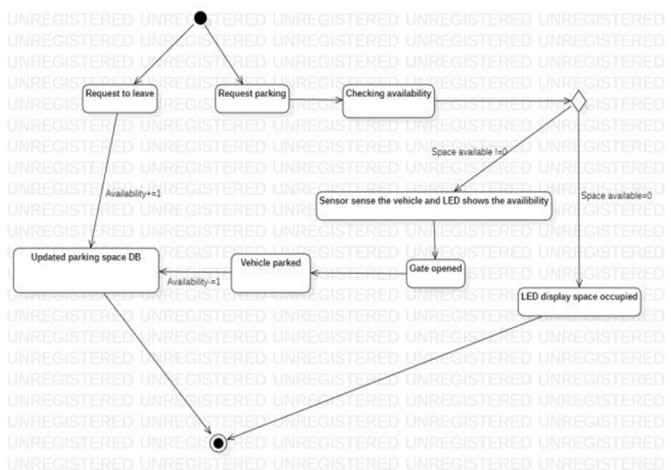 Request to leave
Request parking
Checking availability
Space available !=0
Availability+=1
Space available=0
Sensor sense the vehicle and LED shows the availibility
Updated parking space DB
Vehicle parked
Gate opened
Availability-=1
LED display space occupied
UNREGISTERED